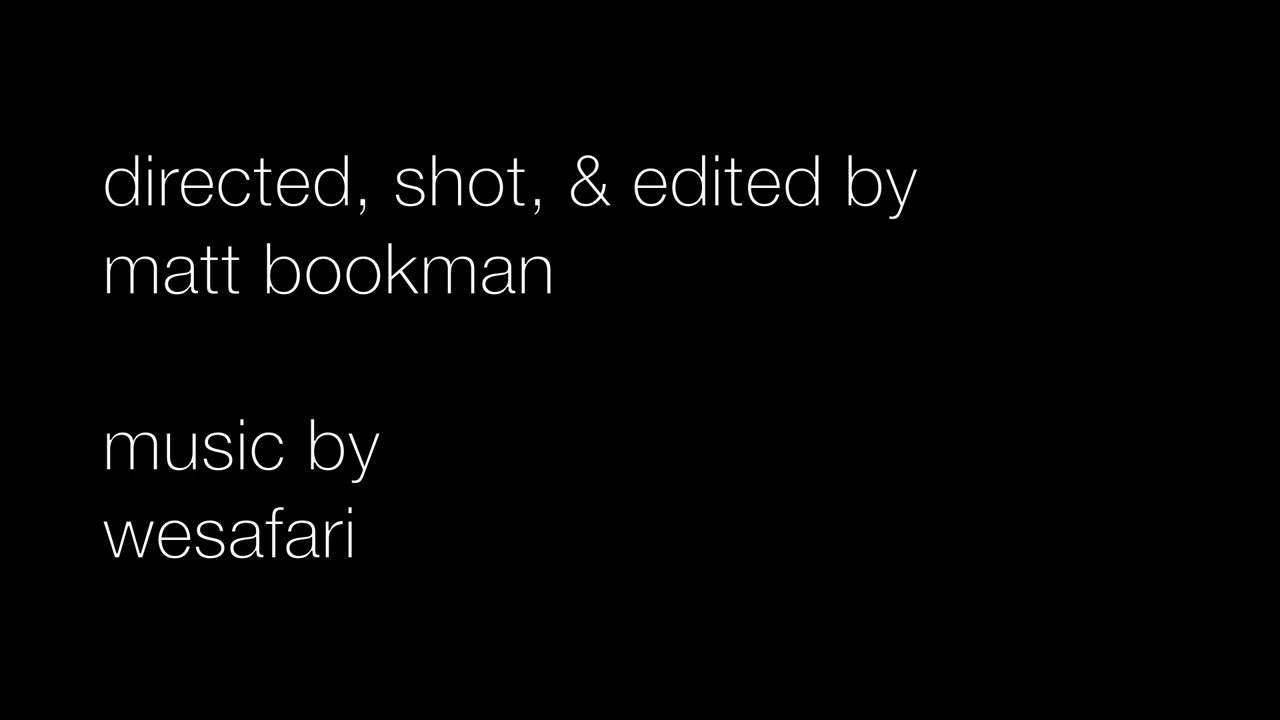 directed, shot, & edited by
matt bookman
music by
wesafari